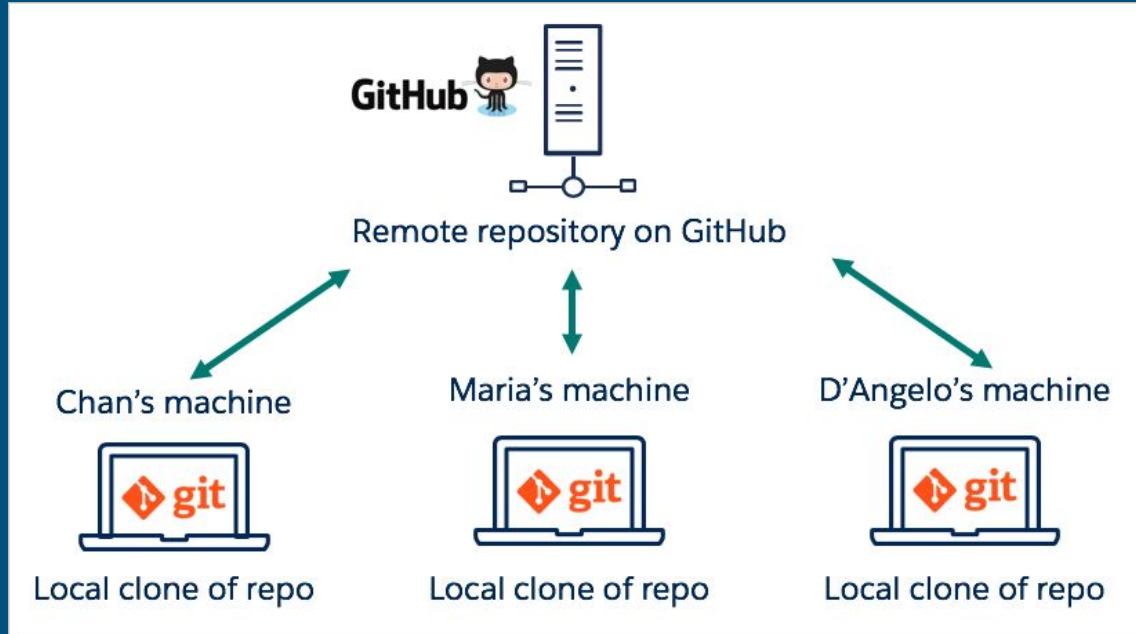 GitHub
Remote repository on GitHub
Chan's machine
Maria's machine
D'Angelo's machine
git
git
git
Local clone of repo
Local clone of repo
Local clone of repo